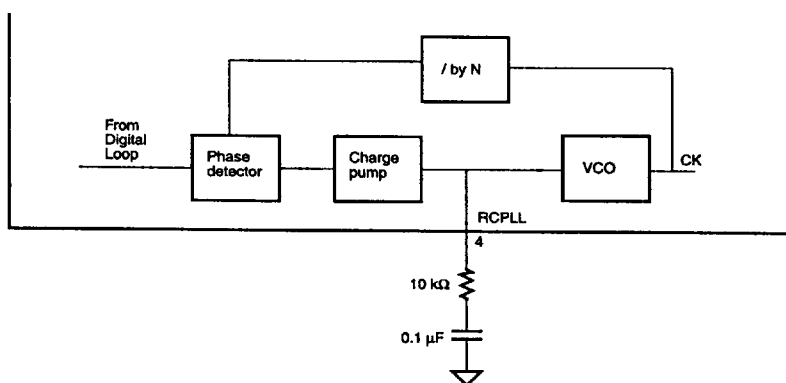 / by N
From
Digital
Loop
Phase
detector
Charge
pump
VCO
CK
RCPLL
4
10 kΩ
0.1 µF